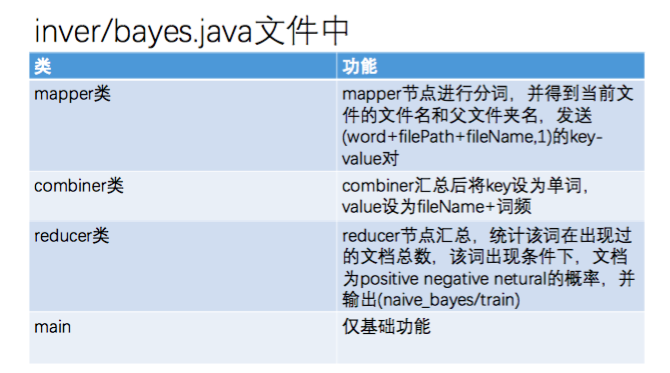 inver/bayes.java文件中
类
功能
mapper类
mapper节点进行分词，并得到当前文
件的文件名和父文件夹名，发送
(word+filePath+fileName,1)的key-
value对
combiner类
combiner汇总后将key设为单词，
value设为fileName+词频
reducer类
reducer节点汇总，统计该词在出现过
的文档总数，该词出现条件下，文档
为positive negative netural的概率，并
输出(naive_bayes/train)
main
仅基础功能